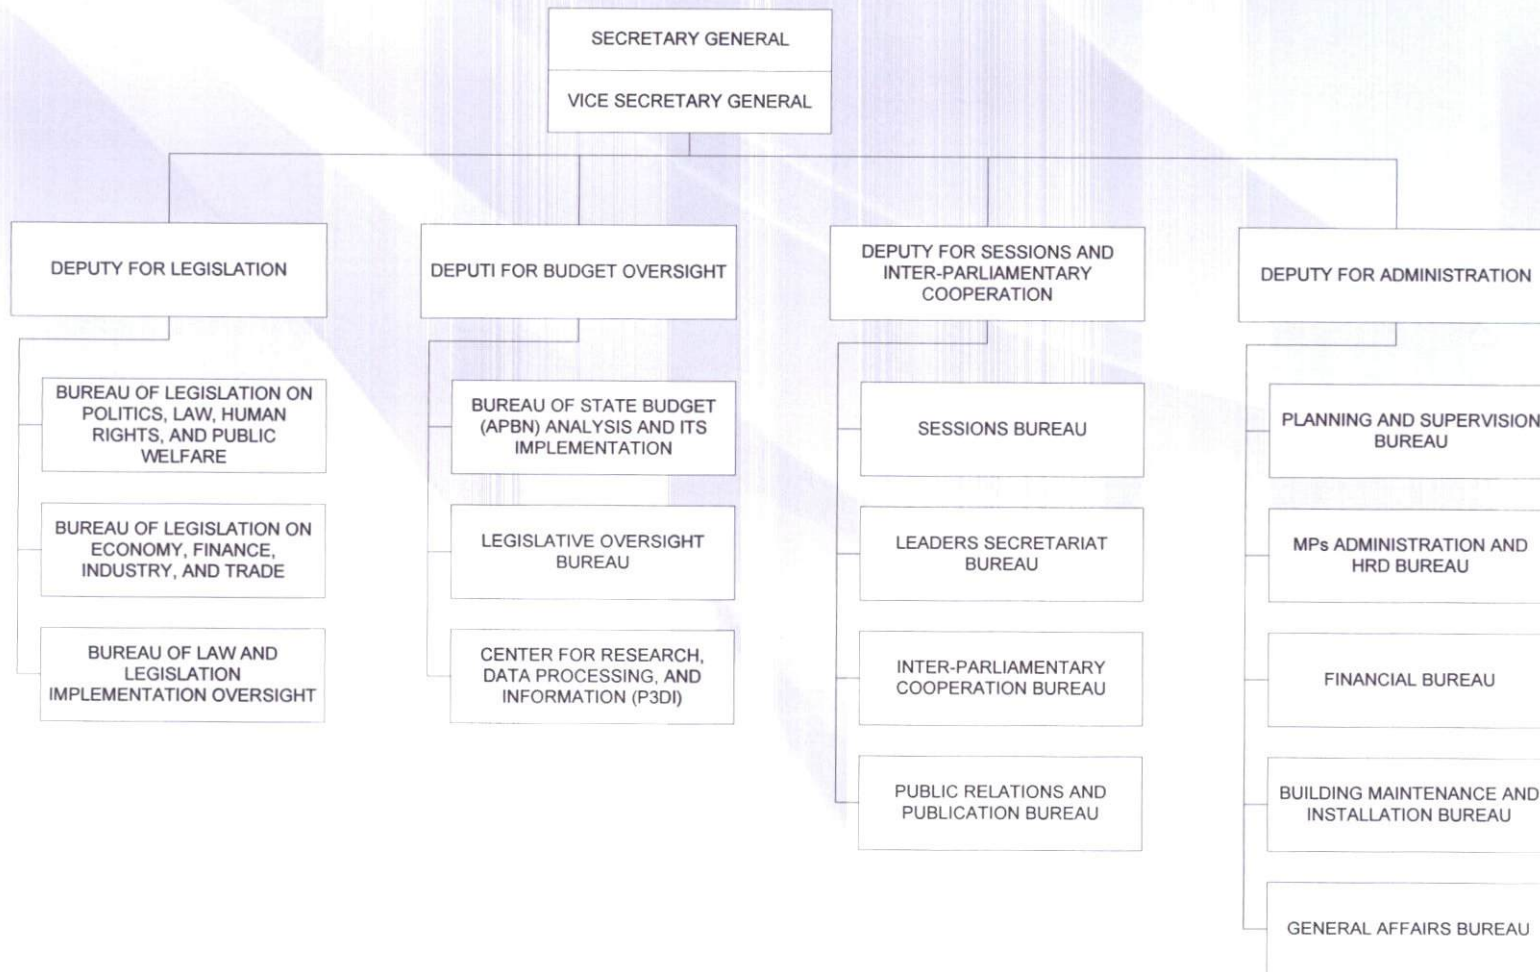 SECRETARY GENERAL
VICE SECRETARY GENERAL
DEPUTY FOR LEGISLATION
BUREAU OF LEGISLATION ON
POLITICS, LAW, HUMAN
RIGHTS, AND PUBLIC
WELFARE
BUREAU OF LEGISLATION ON
ECONOMY, FINANCE,
INDUSTRY, AND TRADE
BUREAU OF LAW AND
LEGISLATION
IMPLEMENTATION OVERSIGHT
DEPUTI FOR BUDGET OVERSIGHT
BUREAU OF STATE BUDGET
(APBN) ANALYSIS AND ITS
IMPLEMENTATION
LEGISLATIVE OVERSIGHT
BUREAU
CENTER FOR RESEARCH,
DATA PROCESSING, AND
INFORMATION (P3DI)
DEPUTY FOR SESSIONS AND
INTER-PARLIAMENTARY
COOPERATION
SESSIONS BUREAU
LEADERS SECRETARIAT
BUREAU
INTER-PARLIAMENTARY
COOPERATION BUREAU
PUBLIC RELATIONS AND
PUBLICATION BUREAU
DEPUTY FOR ADMINISTRATION
PLANNING AND SUPERVISION
BUREAU
MPs ADMINISTRATION AND
HRD BUREAU
FINANCIAL BUREAU
BUILDING MAINTENANCE AND
INSTALLATION BUREAU
GENERAL AFFAIRS BUREAU